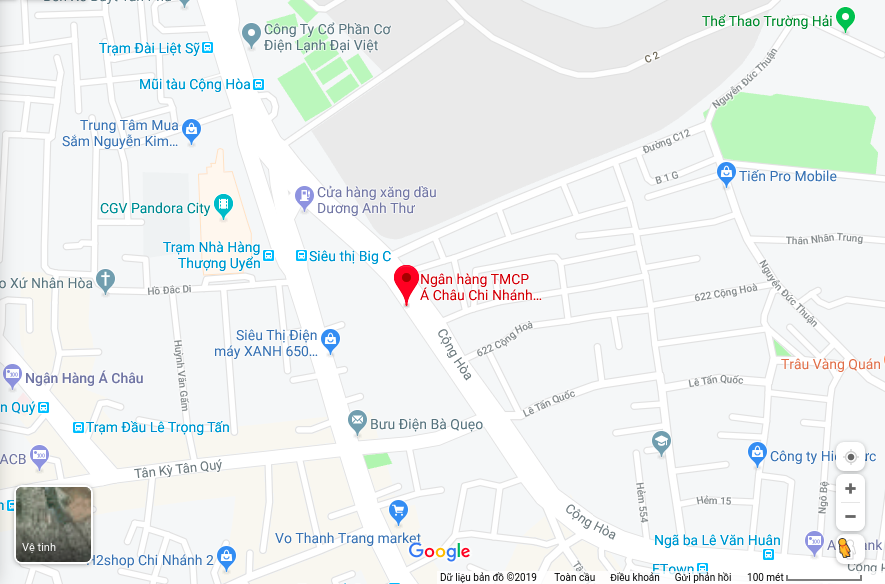 Thể Thao Trường Hải
Công Ty Cổ Phần Cơ
Điện Lạnh Đại Việt
Trạm Đài Liệt Sỹ
C 2
Mũi tàu Cộng Hòa
Nguyễn Đức Thuận
Trung Tâm Mua
Sắm Nguyễn Kim...
Đường C12
B 1 G
Tiến Pro Mobile
Cửa hàng xăng dầu
Dương Anh Thư
CGV Pandora City
Thân Nhân Trung
Trạm Nhà Hàng
Thượng Uyển
Siêu thị Big C
Ngân hàng TMCP
Á Châu Chi Nhánh...
o Xứ Nhân Hòa
Hồ Đắc Di
622 Cộng Hoà
Nguyễn Đức Thuận
Siêu Thị Điện
máy XANH 650...
Cộng Hòa
622 Cộng Hoà
Huỳnh Văn Gấm
Trâu Vàng Quán
Ngân Hàng Á Châu
Lê Tấn Quốc
Lê Tấn Quốc
n Quý
Trạm Đầu Lê Trọng Tấn
Bưu Điện Bà Quẹo
ACB
Tân Kỳ Tân Quý
Công ty Hi
ức
Hẻm 554
Hẻm 15
Ngô Bệ
Cộng Hòa
Vo Thanh Trang market
Ngã ba Lê Văn Huân
Vệ tinh
H2shop Chi Nhánh 2
Google
ETown
Dữ liệu bản đồ ©2019 Toàn cầu Điều khoản Gửi phản hồi 100 mét